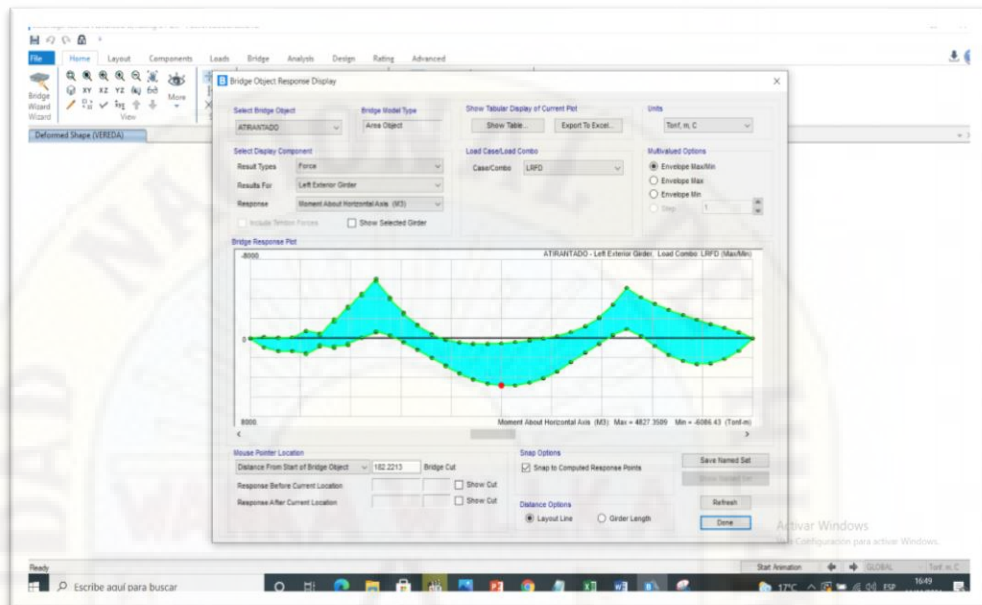 File Home Layout Components Loads Bridge Analysis Design Rating Advanced
Bridge
Wizard
Wizard
XY XZ YZ
More
View
Deformed Shape (VEREDA)
Bridge Object Response Display
Select Bridge Object
ATIRANTADO
Bridge Model Type
Area Object
Show Tabular Display of Current Plot
Show Table...
Export To Excel...
Units
Tonf, m, C
Select Display Component
Result Types Force
Results For Left Exterior Girder
Response Moment About Horizontal Axis (M3)
Include Tendon Forces
Show Selected Girder
Load Case/Load Combo
Case/Combo LRFD
Multivalued Options
Envelope Max/Min
Envelope Max
Envelope Min
Step 1
Bridge Response Plot
-8000.
ATIRANTADO - Left Exterior Girder, Load Combo: LRFD (Max/Min)
0
8000.
Moment About Horizontal Axis (M3) Max = 4827.3509 Min = -6086.43 (Tonf-m)
Mouse Pointer Location
Distance From Start of Bridge Object 182.2213 Bridge Cut
Response Before Current Location Show Cut
Response After Current Location Show Cut
Snap Options
Snap to Computed Response Points
Distance Options
Layout Line
Girder Length
Save Named Set
Refresh
Done
Activar Windows
Configuración para activar Windows.
Ready
Start Animation
GLOBAL
Tonf, m, C
Escribe aquí para buscar
17°C
ESP
16:49